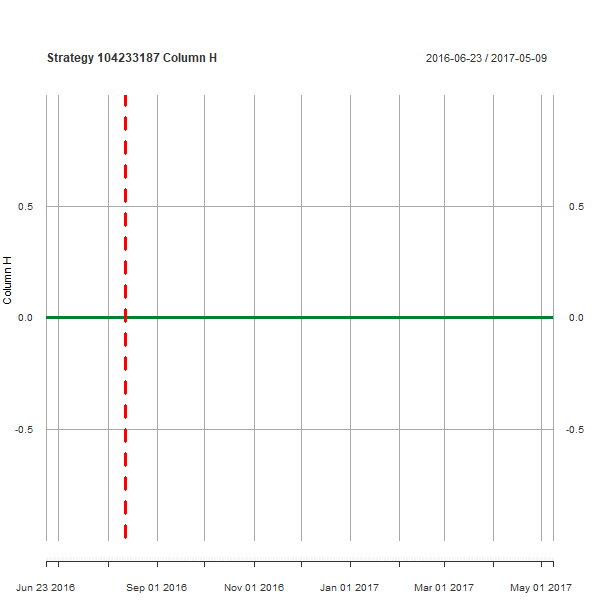 Strategy 104233187 Column H
2016-06-23 / 2017-05-09
0.5
0.5
Column H
0.0
0.0
-0.5
-0.5
Jun 23 2016
Sep 01 2016
Nov 01 2016
Jan 01 2017
Mar 01 2017
May 01 2017